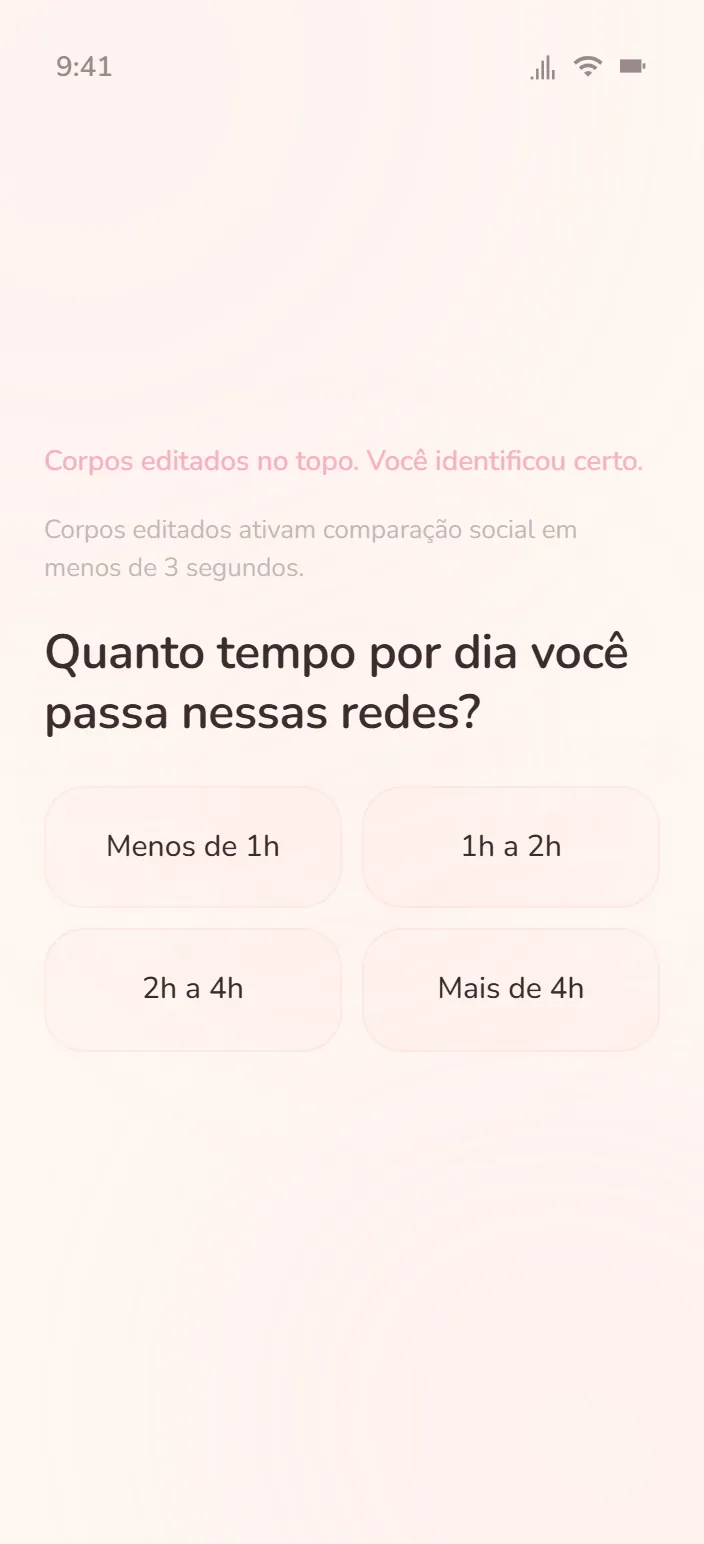 9:41
Corpos editados no topo. Você identificou certo.
Corpos editados ativam comparação social em
menos de 3 segundos.
Quanto tempo por dia você
passa nessas redes?
Menos de 1h
1h a 2h
2h a 4h
Mais de 4h